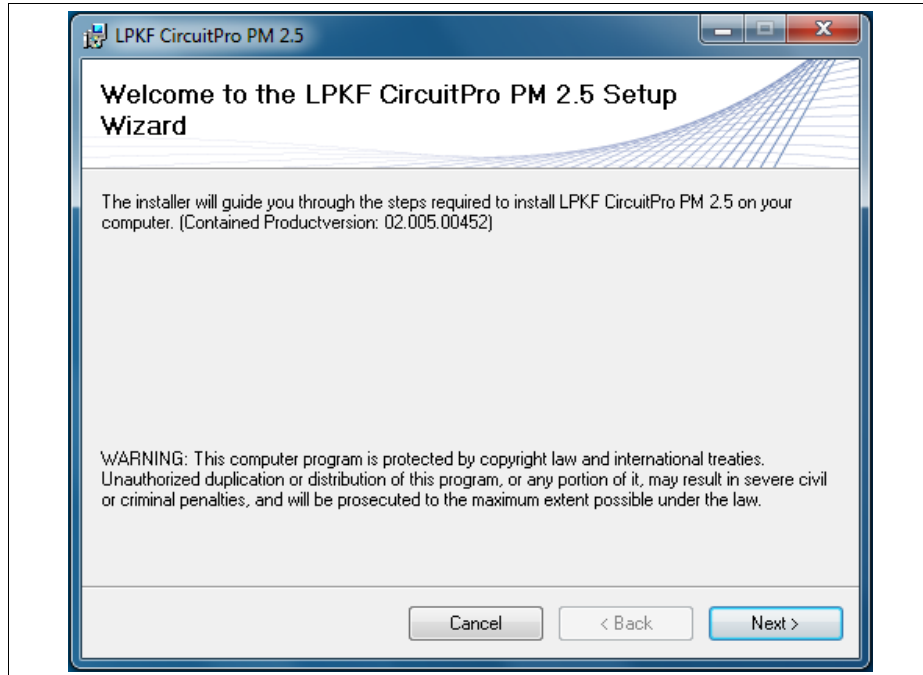 LPKF CircuitPro PM 2.5
Welcome to the LPKF CircuitPro PM 2.5 Setup
Wizard
The installer will guide you through the steps required to install LPKF CircuitPro PM 2.5 on your
computer. (Contained Productversion: 02.005.00452)
WARNING: This computer program is protected by copyright law and international treaties.
Unauthorized duplication or distribution of this program, or any portion of it, may result in severe civil
or criminal penalties, and will be prosecuted to the maximum extent possible under the law.
Cancel < Back Next >